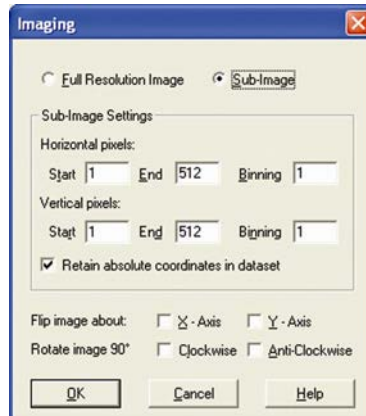 Imaging
Full Resolution Image Sub-Image
Sub-Image Settings
Horizontal pixels:
Start 1 End 512 Binning 1
Vertical pixels:
Start 1 End 512 Binning 1
Retain absolute coordinates in dataset
Flip image about: X - Axis Y - Axis
Rotate image 90° Clockwise Anti-Clockwise
OK Cancel Help